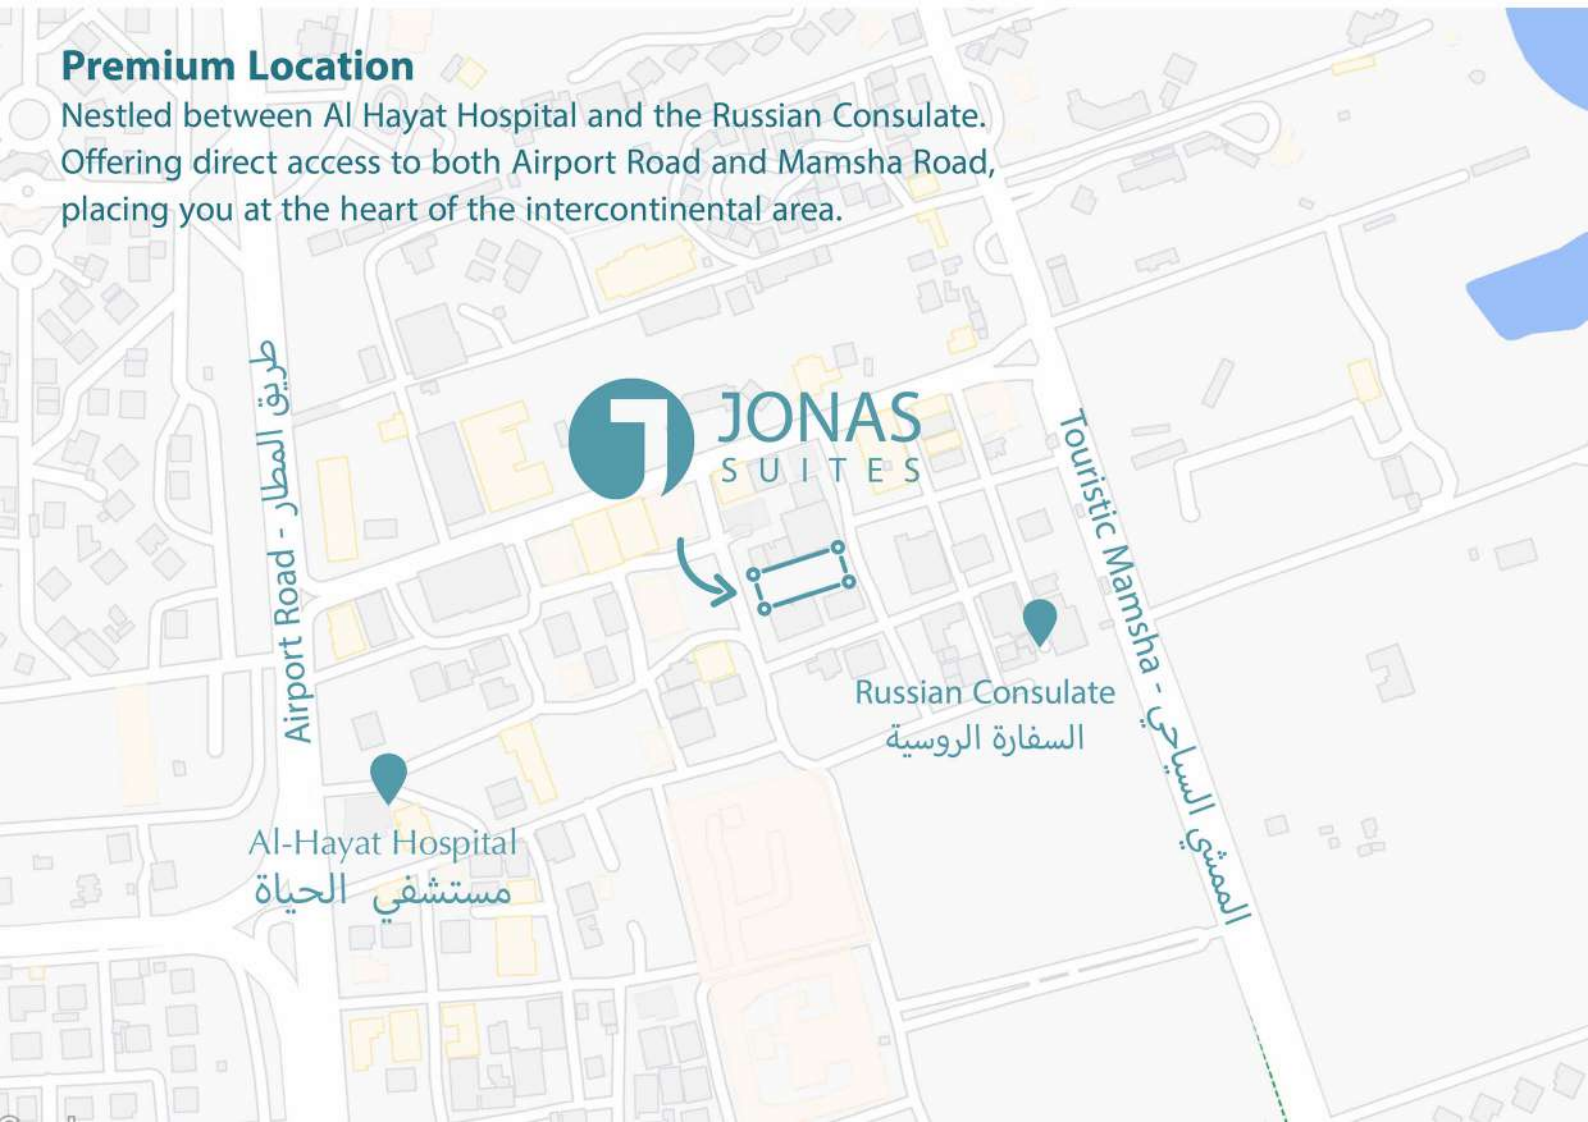 Premium Location
Nestled between Al Hayat Hospital and the Russian Consulate.
Offering direct access to both Airport Road and Mamsha Road,
placing you at the heart of the intercontinental area.
Airport Road - طريق المطار
JONAS
SUITES
Touristic Mamsha - الممشي السياحي
Russian Consulate
السفارة الروسية
Al-Hayat Hospital
مستشفي الحياة